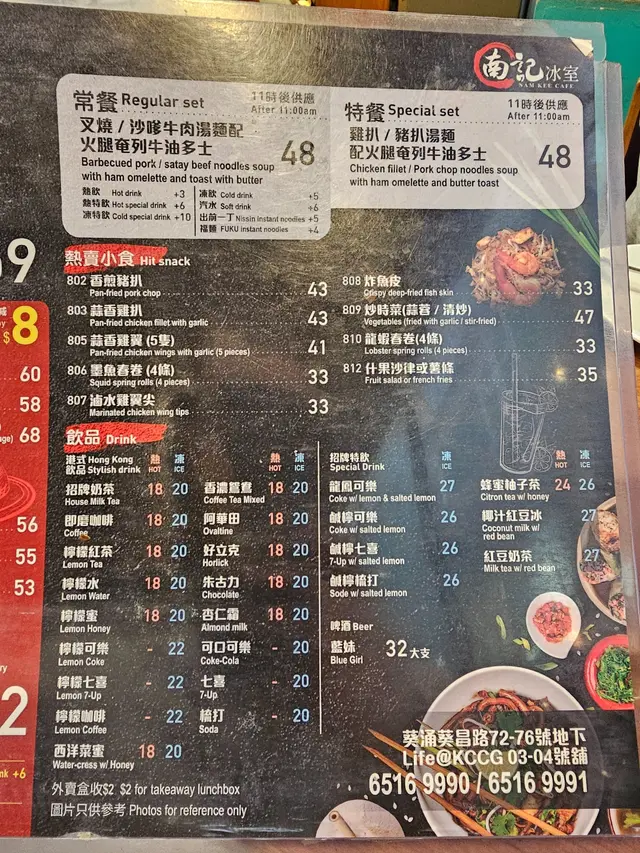 南記冰室
NAM KEE CAFE
常餐 Regular set
11時後供應
After 11:00am
叉燒 / 沙嗲牛肉湯麵配
火腿奄列牛油多士
48
Barbecued pork / satay beef noodles soup
with ham omelette and toast with butter
熱飲 Hot drink +3
熱特飲 Hot special drink +6
凍特飲 Cold special drink +10
凍飲 Cold drink +5
汽水 Soft drink +6
出前一丁 Nissin instant noodles +5
福麵 FUKU instant noodles +4
特餐 Special set
11時後供應
After 11:00am
雞扒 / 豬扒湯麵
配火腿奄列牛油多士
48
Chicken fillet / Pork chop noodles soup
with ham omelette and butter toast
熱賣小食 Hit snack
802 香煎豬扒 43
Pan-fried pork chop
803 蒜香雞扒 43
Pan-fried chicken fillet with garlic
805 蒜香雞翼 (5隻) 41
Pan-fried chicken wings with garlic (5 pieces)
806 墨魚春卷 (4條) 33
Squid spring rolls (4 pieces)
807 滷水雞翼尖 33
Marinated chicken wing tips
808 炸魚皮 33
Crispy deep-fried fish skin
809 炒時菜(蒜蓉 / 清炒) 47
Vegetables (fried with garlic / stir-fried)
810 龍蝦春卷(4條) 33
Lobster spring rolls (4 pieces)
812 什果沙律或薯條 35
Fruit salad or french fries
飲品 Drink
港式 Hong Kong
飲品 Stylish drink
熱 HOT 凍 ICE
招牌奶茶 18 20
House Milk Tea
即磨咖啡 18 20
Coffee
檸檬紅茶 18 20
Lemon Tea
檸檬水 18 20
Lemon Water
檸檬蜜 18 20
Lemon Honey
檸檬可樂 - 22
Lemon Coke
檸檬七喜 - 22
Lemon 7-Up
檸檬咖啡 - 22
Lemon Coffee
西洋菜蜜 18 20
Water-cress w/ Honey
熱 HOT 凍 ICE
香濃鴛鴦 18 20
Coffee Tea Mixed
阿華田 18 20
Ovaltine
好立克 18 20
Horlick
朱古力 18 20
Chocolate
杏仁霜 18 20
Almond milk
可口可樂 - 20
Coke-Cola
七喜 - 20
7-Up
梳打 - 20
Soda
招牌特飲
Special Drink
凍 ICE
龍鳳可樂 27
Coke w/ lemon & salted lemon
鹹檸可樂 26
Coke w/ salted lemon
鹹檸七喜 26
7-Up w/ salted lemon
鹹檸梳打 26
Sode w/ salted lemon
啤酒 Beer
藍妹 32大支
Blue Girl
熱 HOT 凍 ICE
蜂蜜柚子茶 24 26
Citron tea w/ honey
椰汁紅豆冰 27
Coconut milk w/
red bean
紅豆奶茶 27
Milk tea w/ red bean
外賣盒收$2 $2 for takeaway lunchbox
圖片只供參考 Photos for reference only
葵涌葵昌路72-76號地下
Life@KCCG 03-04號舖
6516 9990 / 6516 9991
9
$8
60
58
68
56
55
53
2
+6